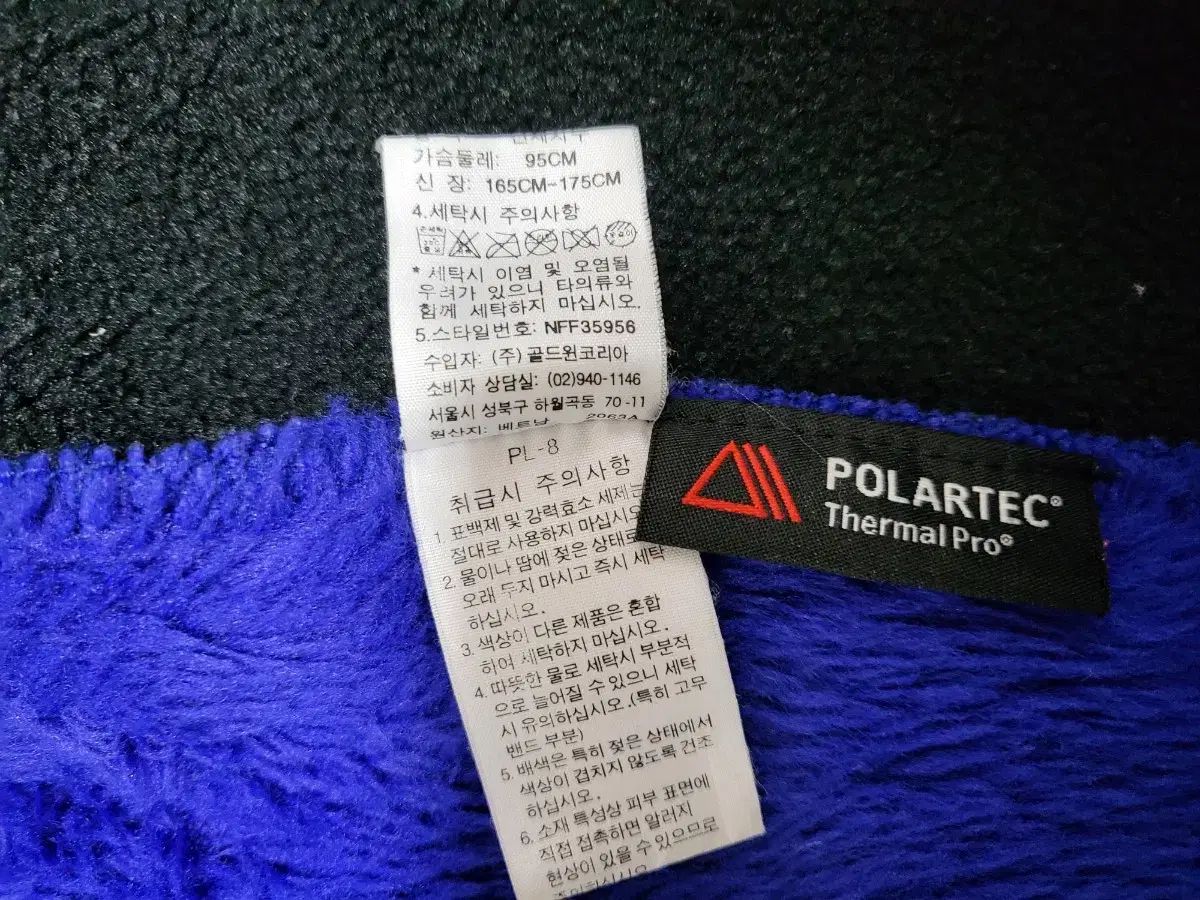 가슴둘레: 95CM
신 장: 165CM-175CM
4.세탁시 주의사항
* 세탁시 이염 및 오염될
우려가 있으니 타의류와
함께 세탁하지 마십시오.
5.스타일번호: NFF35956
수입자: (주) 골드윈코리아
소비자 상담실: (02)940-1146
서울시 성북구 하월곡동 70-11
원산지: 베트남 2063A
PL-8
취급시 주의사항
1. 표백제 및 강력효소 세제는
절대로 사용하지 마십시오
2. 물이나 땀에 젖은 상태로
오래 두지 마시고 즉시 세탁
하십시오.
3. 색상이 다른 제품은 혼합
하여 세탁하지 마십시오.
4. 따뜻한 물로 세탁시 부분적
으로 늘어질 수 있으니 세탁
시 유의하십시오.(특히 고무
밴드 부분)
5. 배색은 특히 젖은 상태에서
색상이 겹치지 않도록 건조
하십시오.
6. 소재 특성상 피부 표면에
직접 접촉하면 알러지
현상이 있을 수 있으므로
POLARTEC®
Thermal Pro®